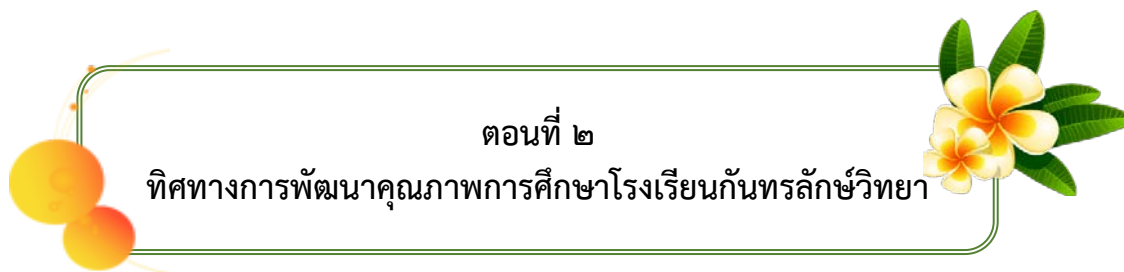 ตอนที่ ๒
ทิศทางการพัฒนาคุณภาพการศึกษาโรงเรียนกันทรลักษ์วิทยา